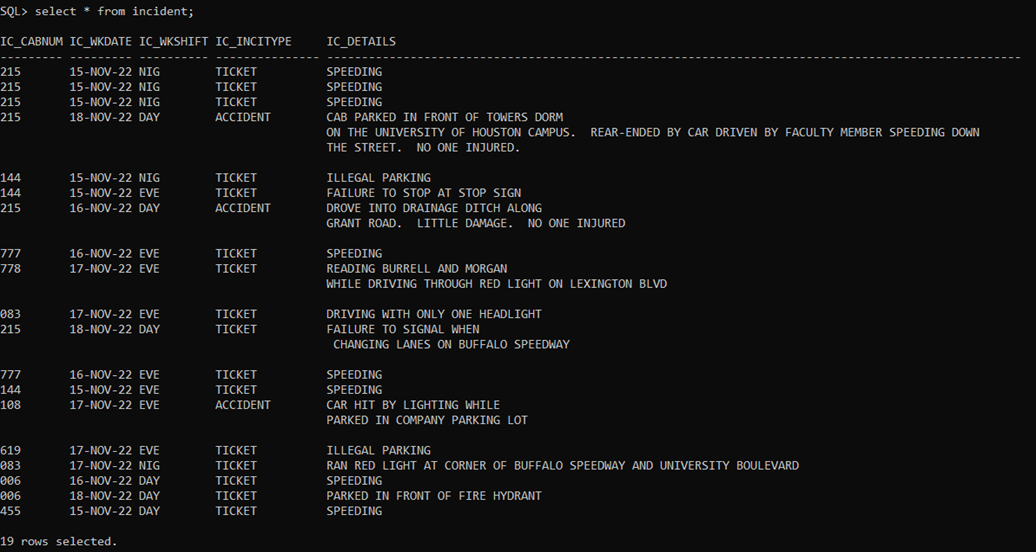 SQL> select * from incident;
IC_CABNUM IC_WKDATE IC_WKSHIFT IC_INCITYPE     IC_DETAILS
--------- --------- ---------- --------------- ----------------------------------------------------------------------------------------------------
215       15-NOV-22 NIG        TICKET          SPEEDING
215       15-NOV-22 NIG        TICKET          SPEEDING
215       15-NOV-22 NIG        TICKET          SPEEDING
215       18-NOV-22 DAY        ACCIDENT        CAB PARKED IN FRONT OF TOWERS DORM
ON THE UNIVERSITY OF HOUSTON CAMPUS.  REAR-ENDED BY CAR DRIVEN BY FACULTY MEMBER SPEEDING DOWN
THE STREET.  NO ONE INJURED.
144       15-NOV-22 NIG        TICKET          ILLEGAL PARKING
144       15-NOV-22 EVE        TICKET          FAILURE TO STOP AT STOP SIGN
215       16-NOV-22 DAY        ACCIDENT        DROVE INTO DRAINAGE DITCH ALONG
GRANT ROAD.  LITTLE DAMAGE.  NO ONE INJURED
777       16-NOV-22 EVE        TICKET          SPEEDING
778       17-NOV-22 EVE        TICKET          READING BURRELL AND MORGAN
WHILE DRIVING THROUGH RED LIGHT ON LEXINGTON BLVD
083       17-NOV-22 EVE        TICKET          DRIVING WITH ONLY ONE HEADLIGHT
215       18-NOV-22 DAY        TICKET          FAILURE TO SIGNAL WHEN
CHANGING LANES ON BUFFALO SPEEDWAY
777       16-NOV-22 EVE        TICKET          SPEEDING
144       15-NOV-22 EVE        TICKET          SPEEDING
108       17-NOV-22 EVE        ACCIDENT        CAR HIT BY LIGHTING WHILE
PARKED IN COMPANY PARKING LOT
619       17-NOV-22 EVE        TICKET          ILLEGAL PARKING
083       17-NOV-22 NIG        TICKET          RAN RED LIGHT AT CORNER OF BUFFALO SPEEDWAY AND UNIVERSITY BOULEVARD
006       16-NOV-22 DAY        TICKET          SPEEDING
006       18-NOV-22 DAY        TICKET          PARKED IN FRONT OF FIRE HYDRANT
455       15-NOV-22 DAY        TICKET          SPEEDING
19 rows selected.